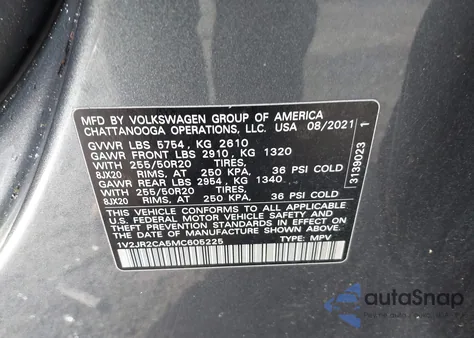 MFD BY VOLKSWAGEN GROUP OF AMERICA
CHATTANOOGA OPERATIONS, LLC. USA 08/2021
GVWR LBS 5754, KG 2610
GAWR FRONT LBS 2910, KG 1320
WITH 255/50R20 TIRES,
8JX20 RIMS, AT 250 KPA, 36 PSI COLD
GAWR REAR LBS 2954, KG 1340
WITH 255/50R20 TIRES,
8JX20 RIMS, AT 250 KPA, 36 PSI COLD
THIS VEHICLE CONFORMS TO ALL APPLICABLE
U.S. FEDERAL MOTOR VEHICLE SAFETY AND
THEFT PREVENTION STANDARDS IN EFFECT ON
THE DATE OF MANUFACTURE SHOWN ABOVE.
1V2JR2CA5MC605225 TYPE: MPV
3139023 1
autoSnap